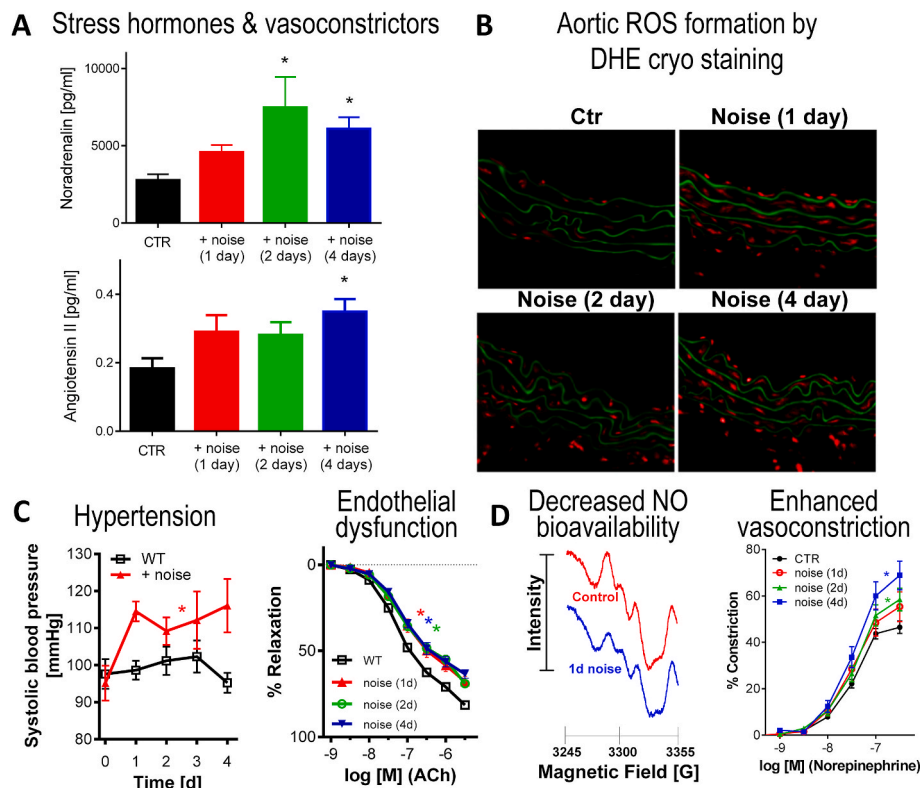 A Stress hormones & vasoconstrictors
Noradrenalin [pg/ml]
10000
5000
0
*
*
CTR
+ noise
(1 day)
+ noise
(2 days)
+ noise
(4 days)
Angiotensin II [pg/ml]
0.4
0.2
0.0
*
CTR
+ noise
(1 day)
+ noise
(2 days)
+ noise
(4 days)
B Aortic ROS formation by
DHE cryo staining
Ctr
Noise (1 day)
Noise (2 day)
Noise (4 day)
C Hypertension
Systolic blood pressure
[mmHg]
130
120
110
100
90
80
WT
+ noise
*
0 1 2 3 4
Time [d]
Endothelial
dysfunction
% Relaxation
0
50
100
* * *
WT
noise (1d)
noise (2d)
noise (4d)
-9 -8 -7 -6
log [M] (ACh)
D Decreased NO
bioavailability
Intensity
Control
1d noise
3245 3300 3355
Magnetic Field [G]
Enhanced
vasoconstriction
% Constriction
80
60
40
20
0
CTR
noise (1d)
noise (2d)
noise (4d)
*
*
-9 -8 -7
log [M] (Norepinephrine)